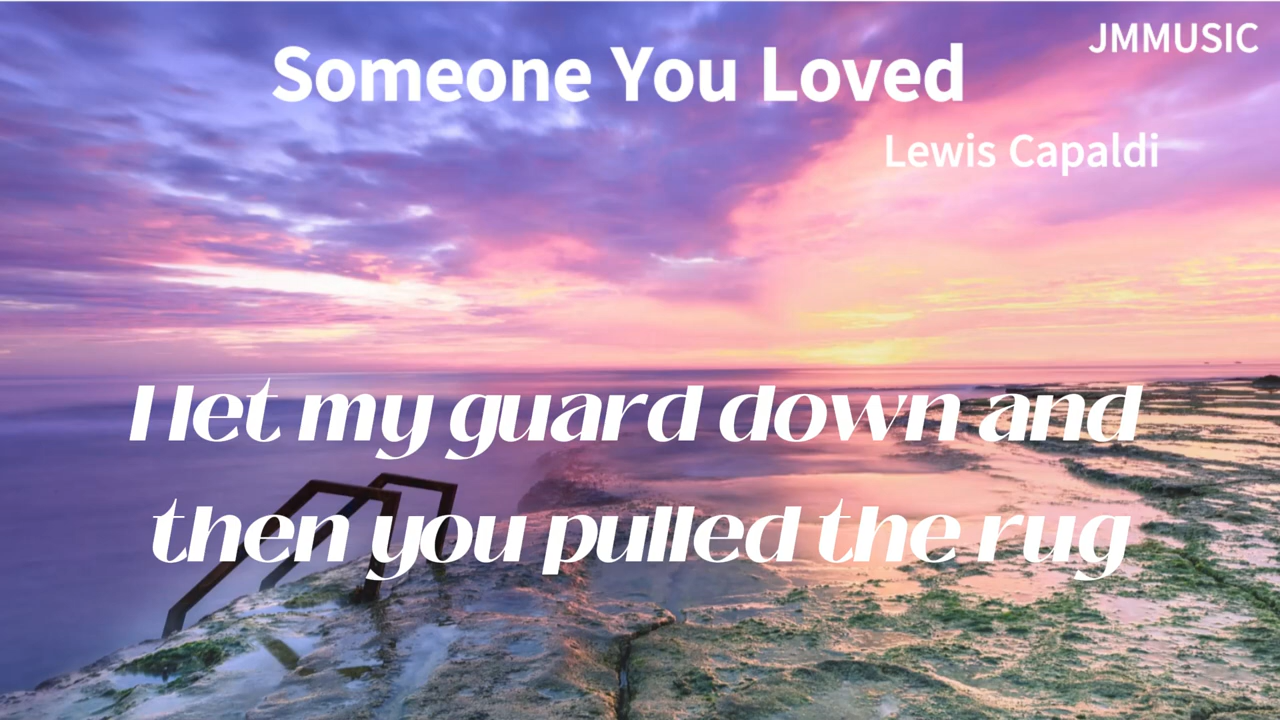 JMMUSIC
Someone You Loved
Lewis Capaldi
I let my guard down and
then you pulled the rug